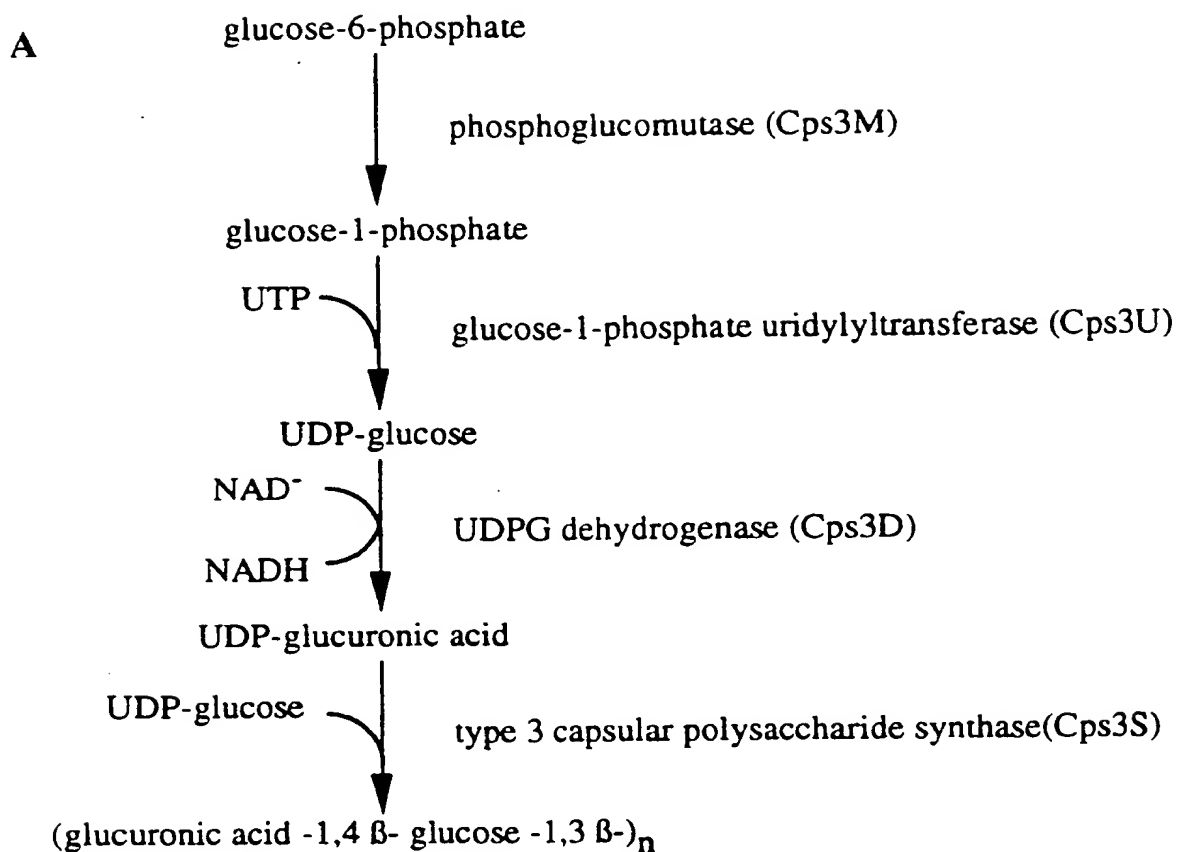 A
glucose-6-phosphate
phosphoglucomutase (Cps3M)
glucose-1-phosphate
UTP
glucose-1-phosphate uridylyltransferase (Cps3U)
UDP-glucose
NAD-
UDPG dehydrogenase (Cps3D)
NADH
UDP-glucuronic acid
UDP-glucose
type 3 capsular polysaccharide synthase(Cps3S)
(glucuronic acid -1,4 ß- glucose -1,3 ß-)n